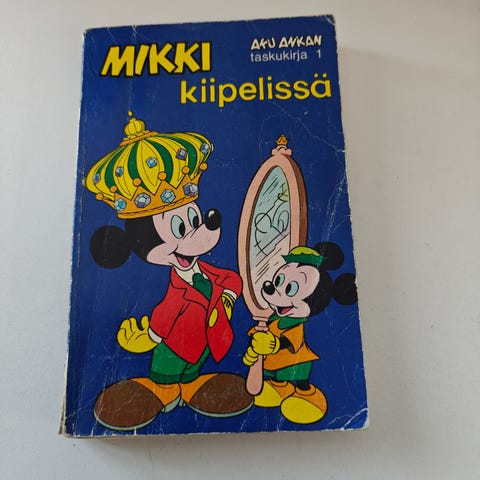 MIKKI
AKU ANKAN
taskukirja 1
kiipelissä